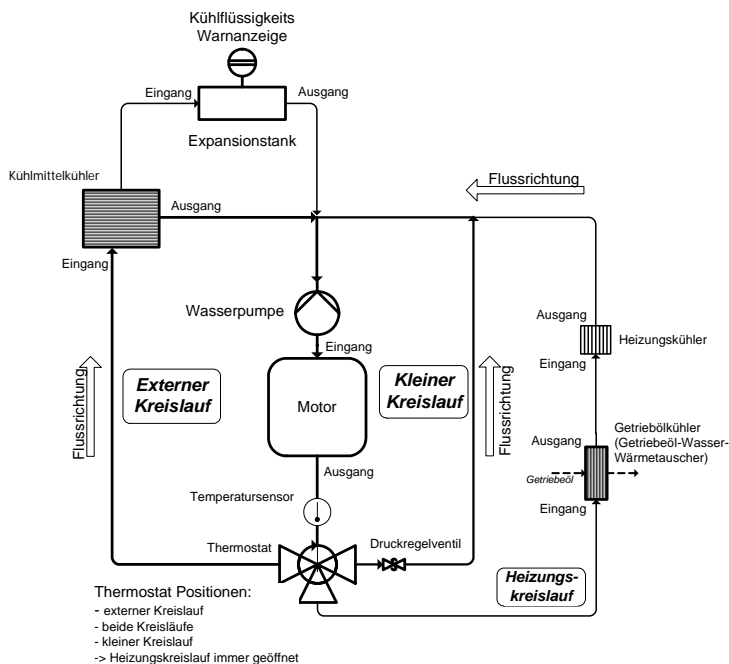 Kühlflüssigkeits
Warnanzeige
Eingang
Ausgang
Expansionstank
Kühlmittelkühler
Ausgang
Flussrichtung
Eingang
Wasserpumpe
Eingang
Ausgang
Heizungskühler
Eingang
Externer
Kreislauf
Flussrichtung
Motor
Kleiner
Kreislauf
Flussrichtung
Ausgang
Getriebölkühler
(Getriebeöl-Wasser-
Wärmetauscher)
Getriebeöl
Eingang
Ausgang
Temperatursensor
Thermostat
Druckregelventil
Heizungs-
kreislauf
Thermostat Positionen:
- externer Kreislauf
- beide Kreisläufe
- kleiner Kreislauf
-> Heizungskreislauf immer geöffnet